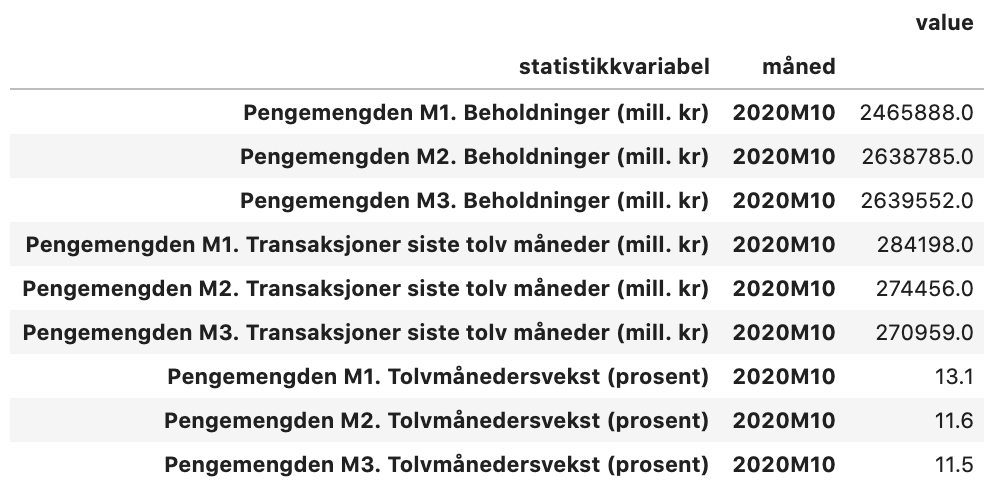 value
statistikkvariabel måned
Pengemengden M1. Beholdninger (mill. kr) 2020M10 2465888.0
Pengemengden M2. Beholdninger (mill. kr) 2020M10 2638785.0
Pengemengden M3. Beholdninger (mill. kr) 2020M10 2639552.0
Pengemengden M1. Transaksjoner siste tolv måneder (mill. kr) 2020M10 284198.0
Pengemengden M2. Transaksjoner siste tolv måneder (mill. kr) 2020M10 274456.0
Pengemengden M3. Transaksjoner siste tolv måneder (mill. kr) 2020M10 270959.0
Pengemengden M1. Tolvmånedersvekst (prosent) 2020M10 13.1
Pengemengden M2. Tolvmånedersvekst (prosent) 2020M10 11.6
Pengemengden M3. Tolvmånedersvekst (prosent) 2020M10 11.5